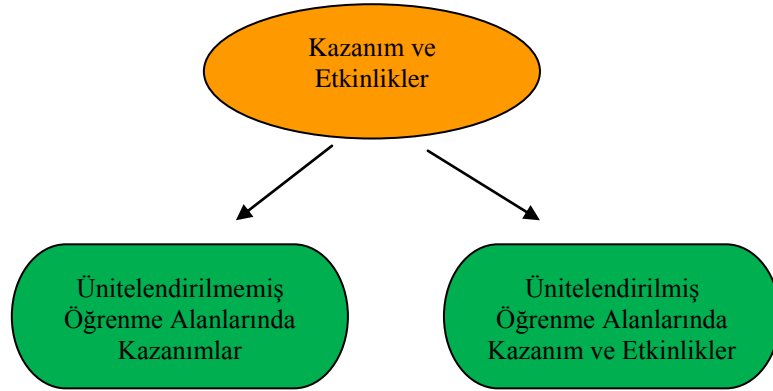 Kazanım ve
Etkinlikler
Ünitelendirilmemiş
Öğrenme Alanlarında
Kazanımlar
Ünitelendirilmiş
Öğrenme Alanlarında
Kazanım ve Etkinlikler